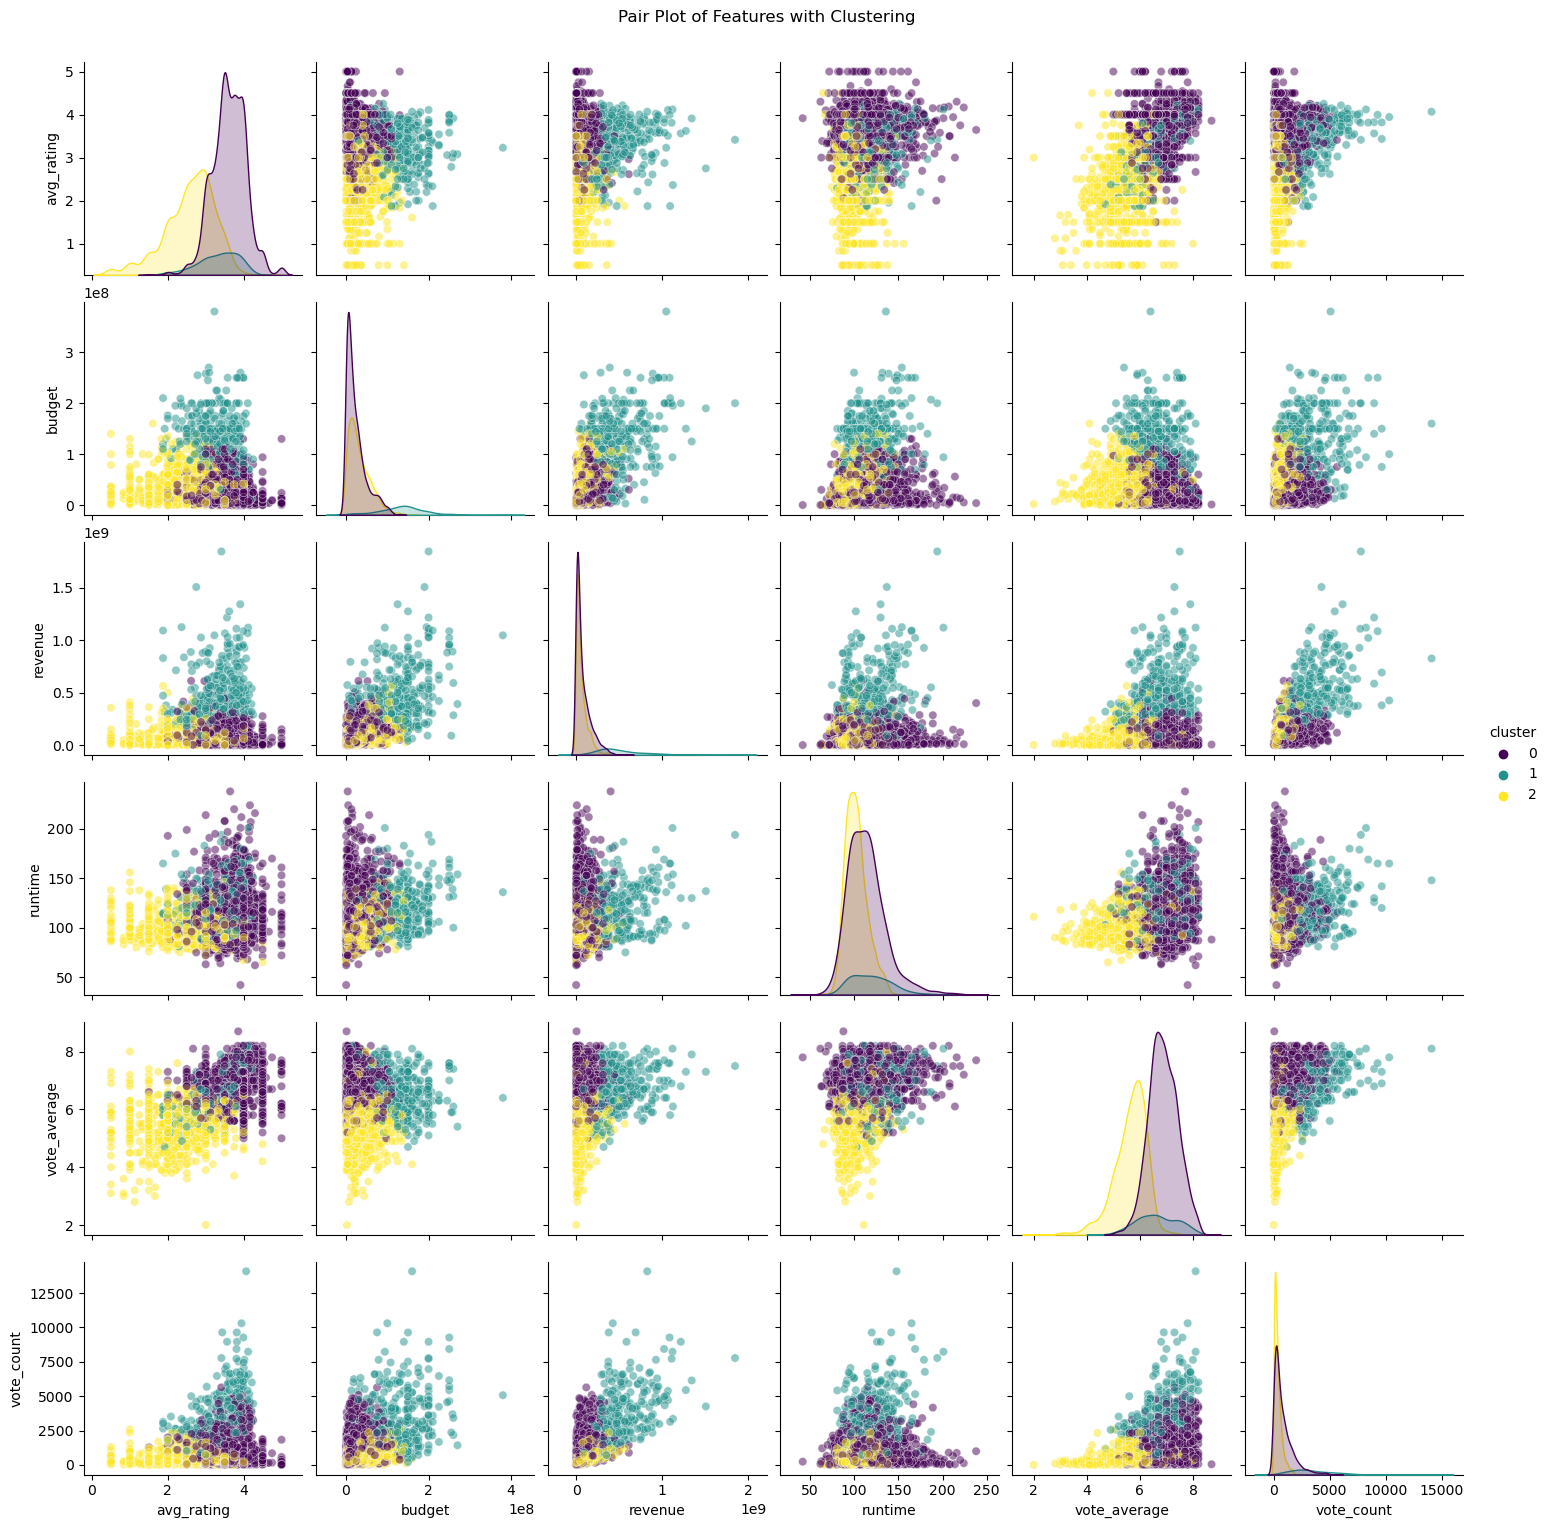 Pair Plot of Features with Clustering
5
4
3
2
1
avg_rating
1e8
3
2
1
0
budget
1e9
1.5
1.0
0.5
0.0
revenue
cluster
0
1
2
200
150
100
50
runtime
8
6
4
2
vote_average
12500
10000
7500
5000
2500
0
vote_count
0 2 4
0 2 4
0 1 2
50 100 150 200 250
2 4 6 8
0 5000 10000 15000
1e8
1e9
avg_rating budget revenue runtime vote_average vote_count